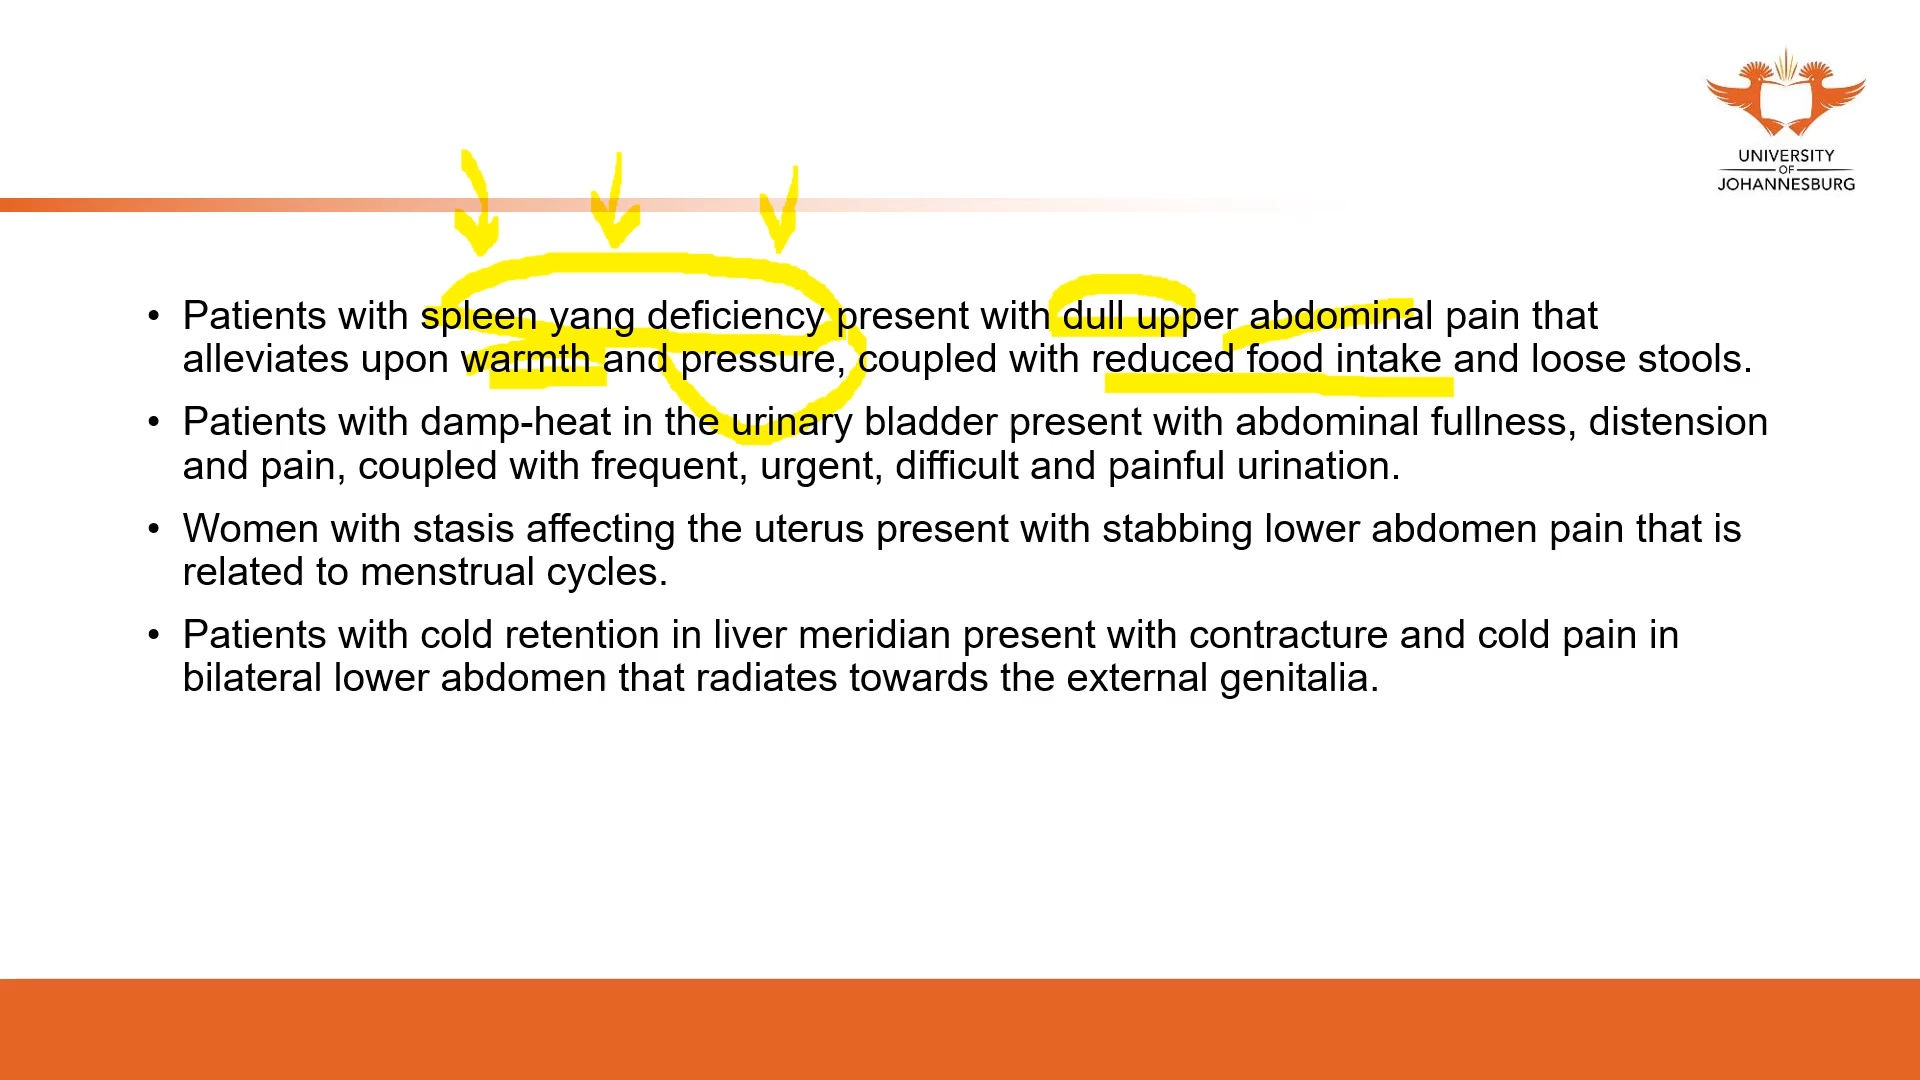 UNIVERSITY
OF
JOHANNESBURG
• Patients with spleen yang deficiency present with dull upper abdominal pain that
alleviates upon warmth and pressure, coupled with reduced food intake and loose stools.
• Patients with damp-heat in the urinary bladder present with abdominal fullness, distension
and pain, coupled with frequent, urgent, difficult and painful urination.
• Women with stasis affecting the uterus present with stabbing lower abdomen pain that is
related to menstrual cycles.
• Patients with cold retention in liver meridian present with contracture and cold pain in
bilateral lower abdomen that radiates towards the external genitalia.